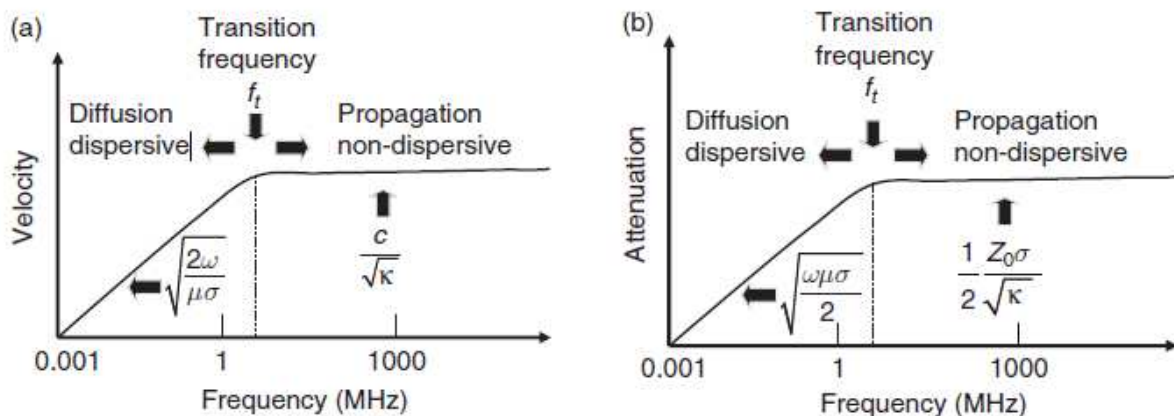 (a)
Transition
frequency
f_t
Diffusion
dispersive
Propagation
non-dispersive
Velocity
√(2ω/μσ)
c/√κ
0.001
1
1000
Frequency (MHz)
(b)
Transition
frequency
f_t
Diffusion
dispersive
Propagation
non-dispersive
Attenuation
√(ωμσ/2)
1/2 Z₀σ/√κ
0.001
1
1000
Frequency (MHz)